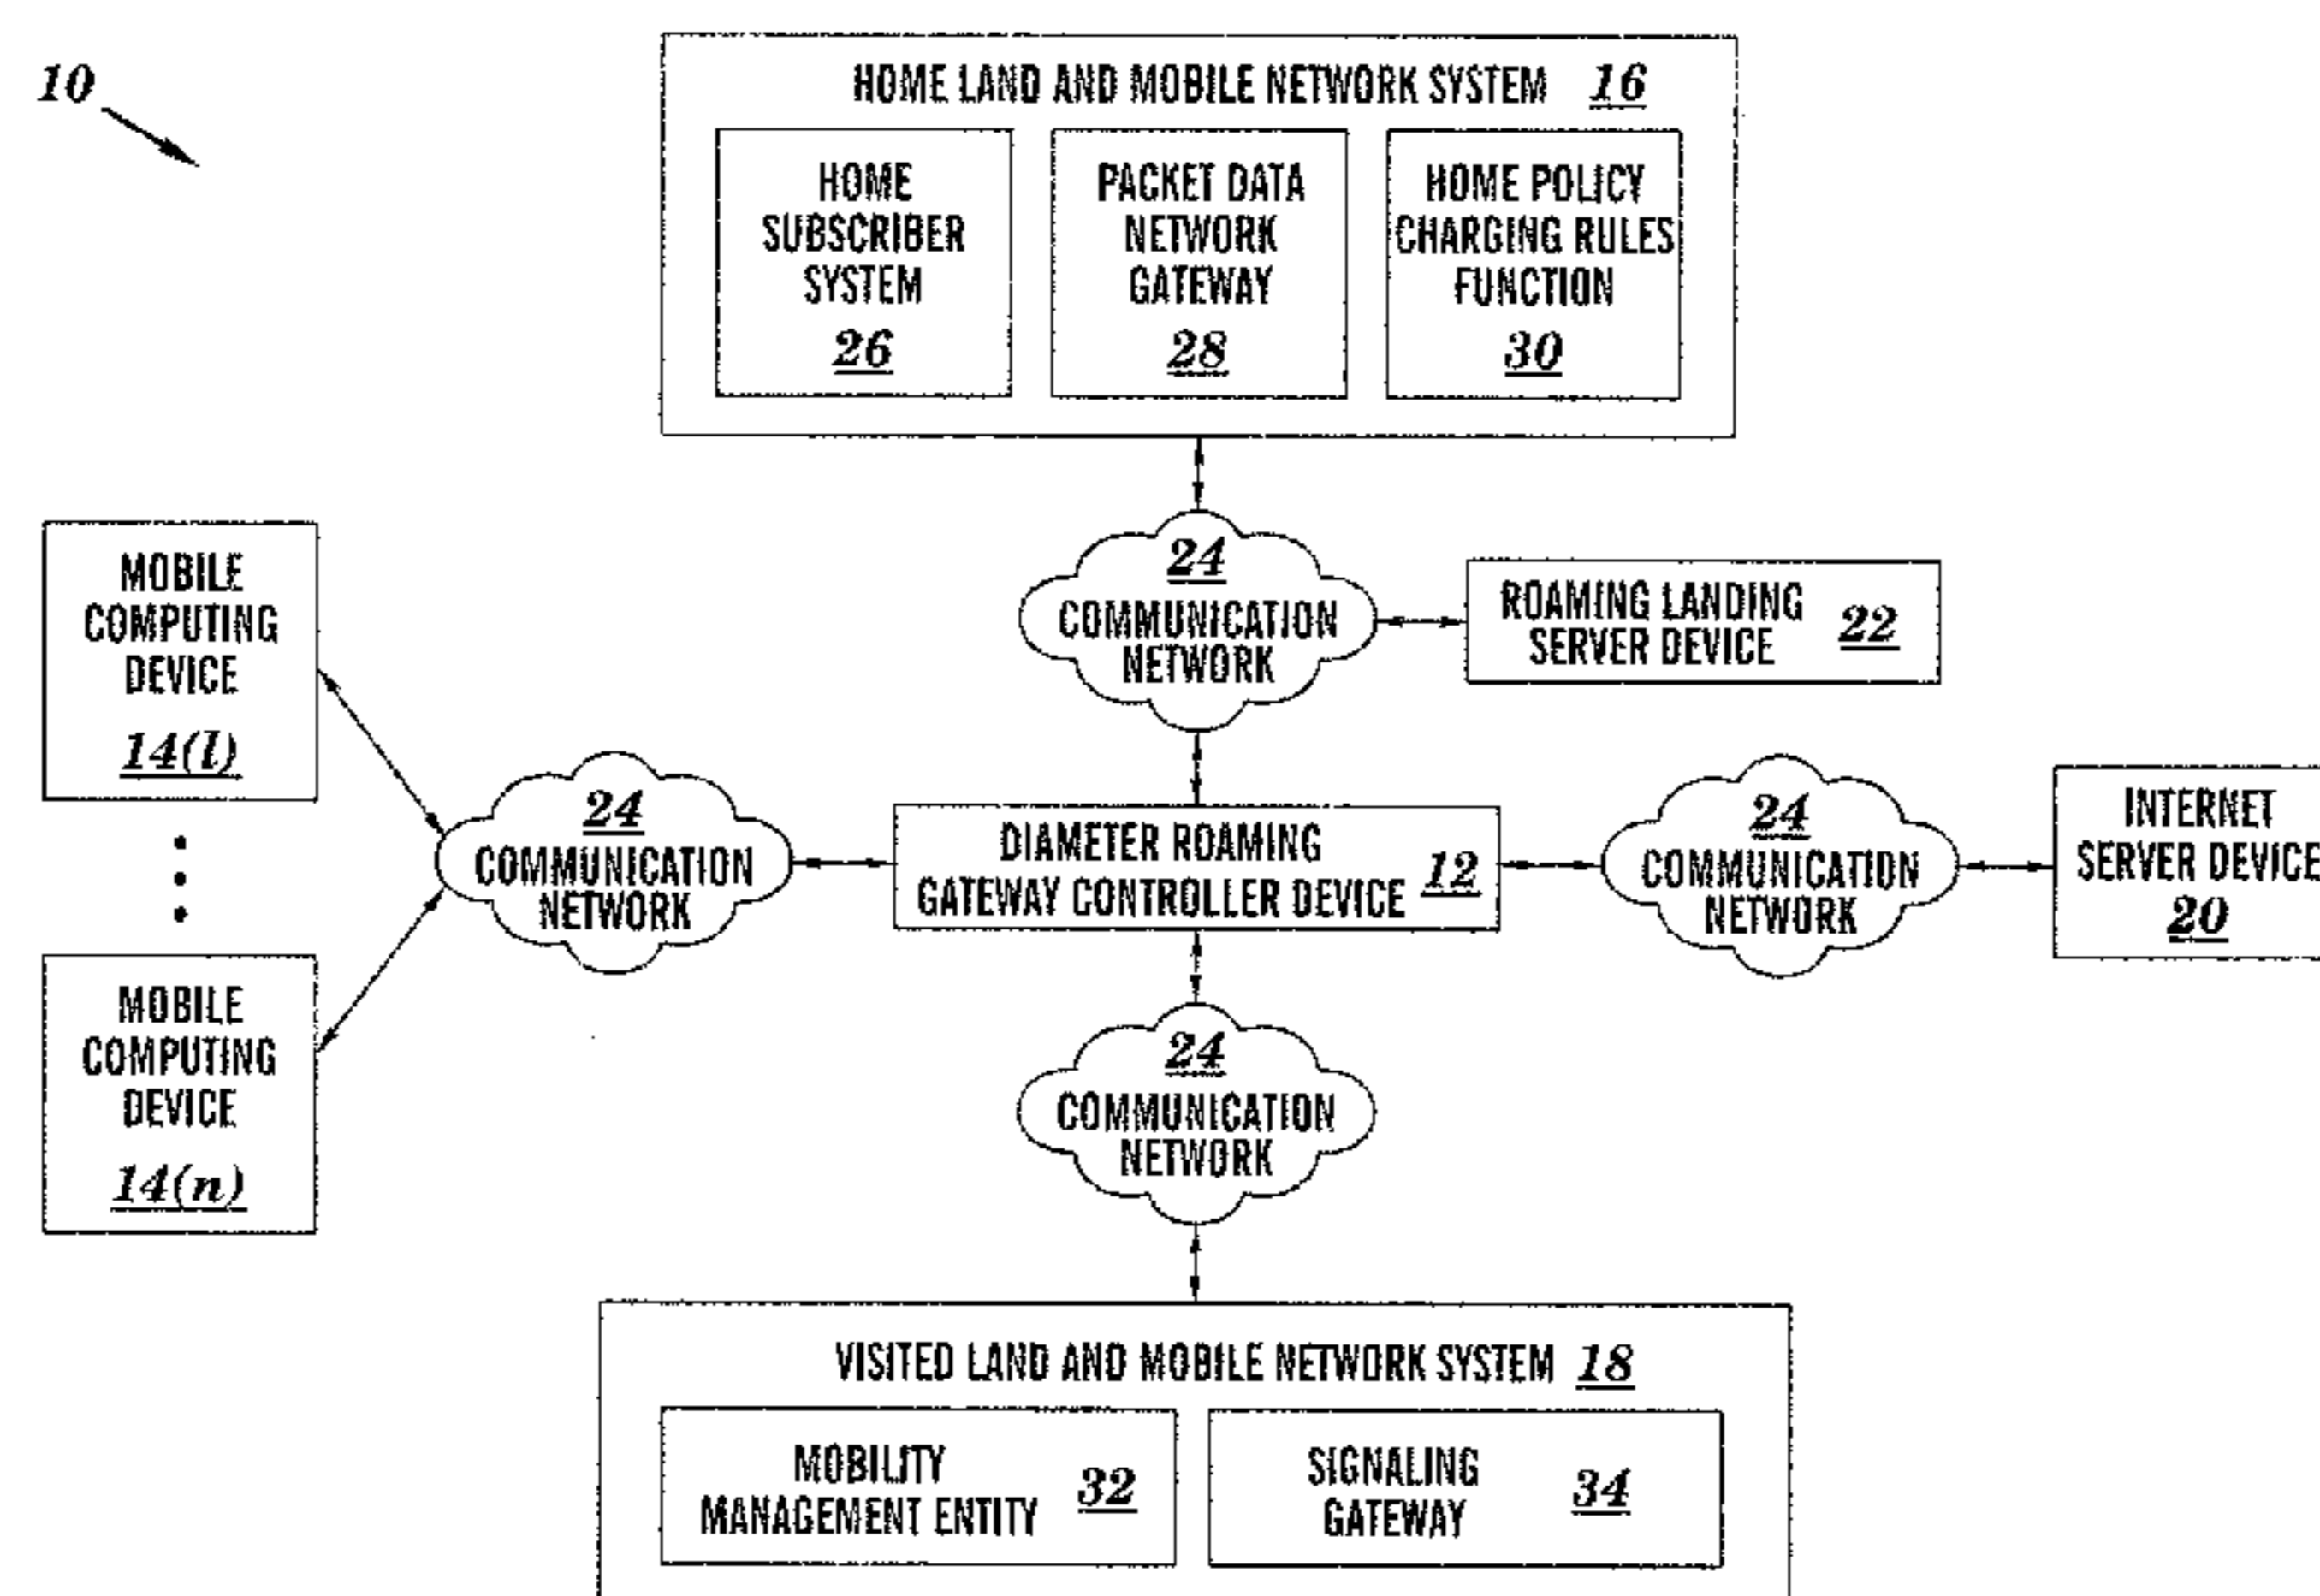 10
HOME LAND AND MOBILE NETWORK SYSTEM 16
HOME
SUBSCRIBER
SYSTEM
26
PACKET DATA
NETWORK
GATEWAY
28
HOME POLICY
CHARGING RULES
FUNCTION
30
24
COMMUNICATION
NETWORK
ROAMING LANDING
SERVER DEVICE 22
MOBILE
COMPUTING
DEVICE
14(l)
24
COMMUNICATION
NETWORK
DIAMETER ROAMING
GATEWAY CONTROLLER DEVICE 12
24
COMMUNICATION
NETWORK
INTERNET
SERVER DEVICE
20
MOBILE
COMPUTING
DEVICE
14(n)
24
COMMUNICATION
NETWORK
VISITED LAND AND MOBILE NETWORK SYSTEM 18
MOBILITY
MANAGEMENT ENTITY 32
SIGNALING
GATEWAY 34